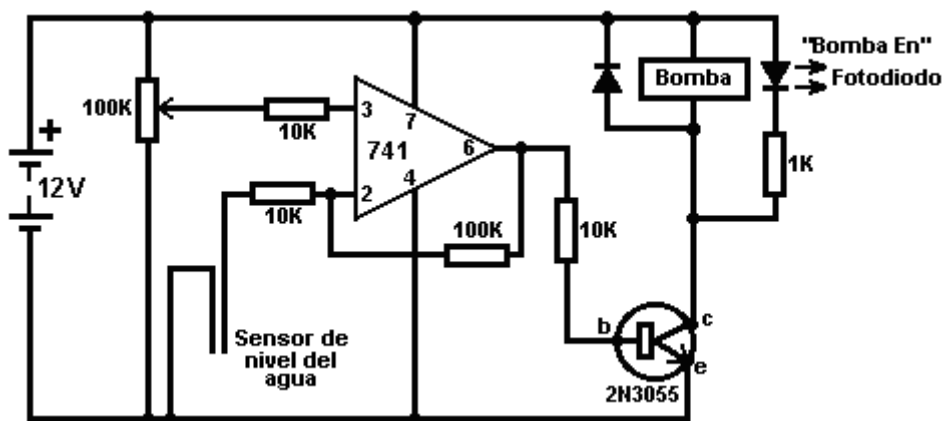 "Bomba En"
Fotodiodo
Bomba
100K
10K
3
7
741
6
+
12V
4
2
10K
100K
10K
1K
Sensor de
nivel del
agua
b
c
e
2N3055